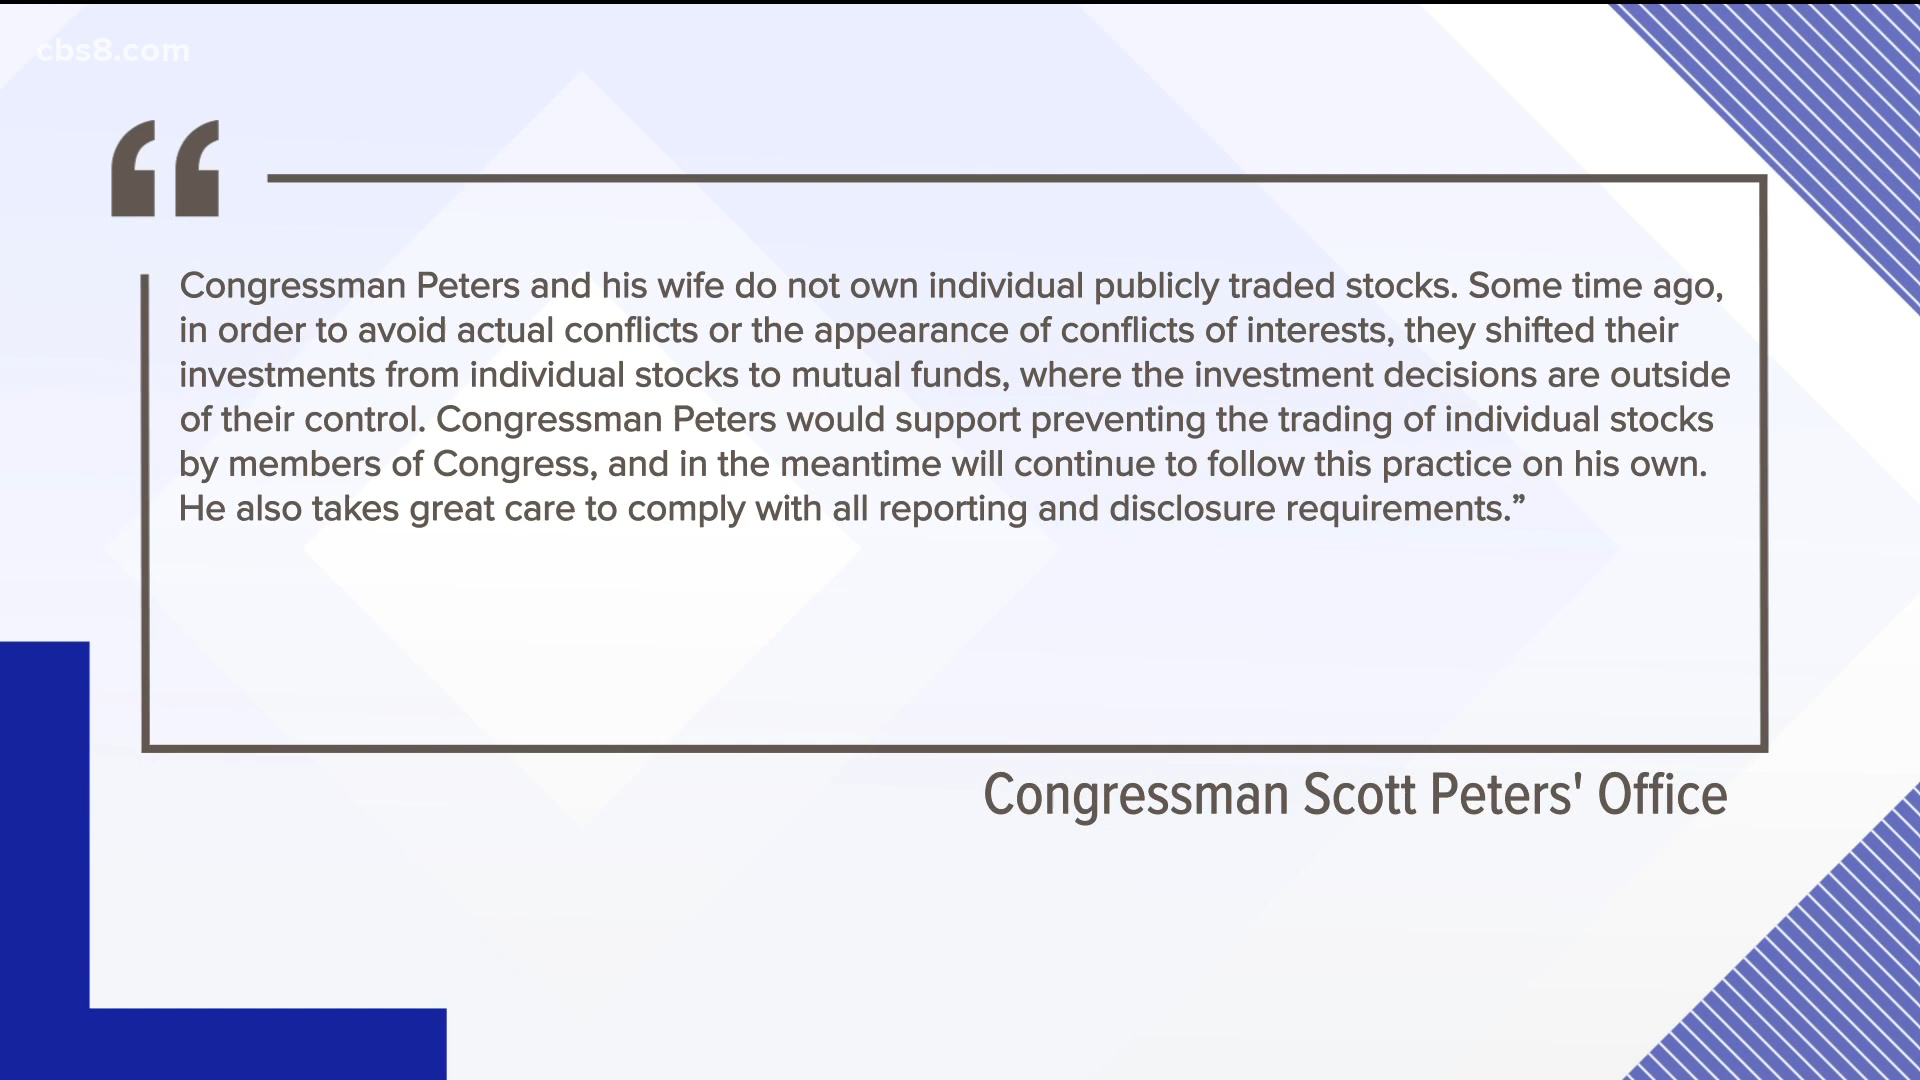 cbs8.com
“
Congressman Peters and his wife do not own individual publicly traded stocks. Some time ago,
in order to avoid actual conflicts or the appearance of conflicts of interests, they shifted their
investments from individual stocks to mutual funds, where the investment decisions are outside
of their control. Congressman Peters would support preventing the trading of individual stocks
by members of Congress, and in the meantime will continue to follow this practice on his own.
He also takes great care to comply with all reporting and disclosure requirements.”
Congressman Scott Peters' Office